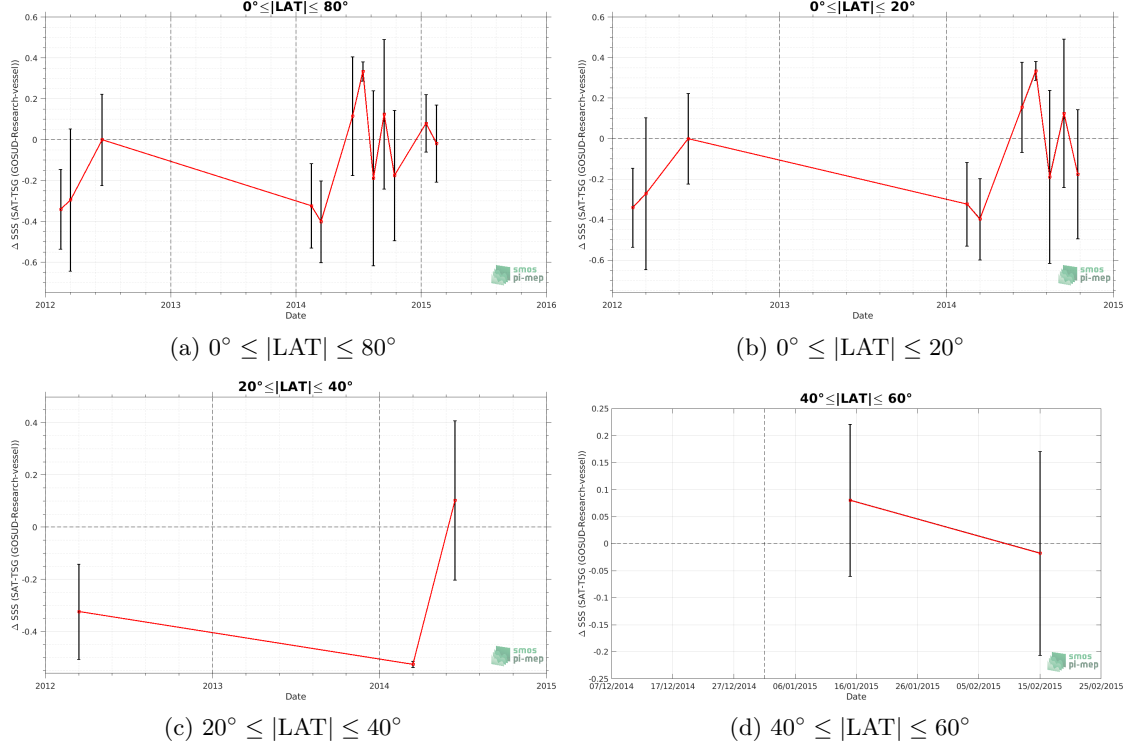 0°≤|LAT|≤ 80°
Δ SSS (SAT-TSG (GOSUD-Research-vessel))
0.6
0.4
0.2
0
-0.2
-0.4
-0.6
2012
2013
2014
2015
2016
Date
smos
pi-mep
(a) 0° ≤ |LAT| ≤ 80°
0°≤|LAT|≤ 20°
Δ SSS (SAT-TSG (GOSUD-Research-vessel))
0.6
0.4
0.2
0
-0.2
-0.4
-0.6
2012
2013
2014
2015
Date
smos
pi-mep
(b) 0° ≤ |LAT| ≤ 20°
20°≤|LAT|≤ 40°
Δ SSS (SAT-TSG (GOSUD-Research-vessel))
0.4
0.2
0
-0.2
-0.4
2012
2013
2014
2015
Date
smos
pi-mep
(c) 20° ≤ |LAT| ≤ 40°
40°≤|LAT|≤ 60°
Δ SSS (SAT-TSG (GOSUD-Research-vessel))
0.25
0.2
0.15
0.1
0.05
0
-0.05
-0.1
-0.15
-0.2
-0.25
07/12/2014
17/12/2014
27/12/2014
06/01/2015
16/01/2015
26/01/2015
05/02/2015
15/02/2015
25/02/2015
Date
smos
pi-mep
(d) 40° ≤ |LAT| ≤ 60°